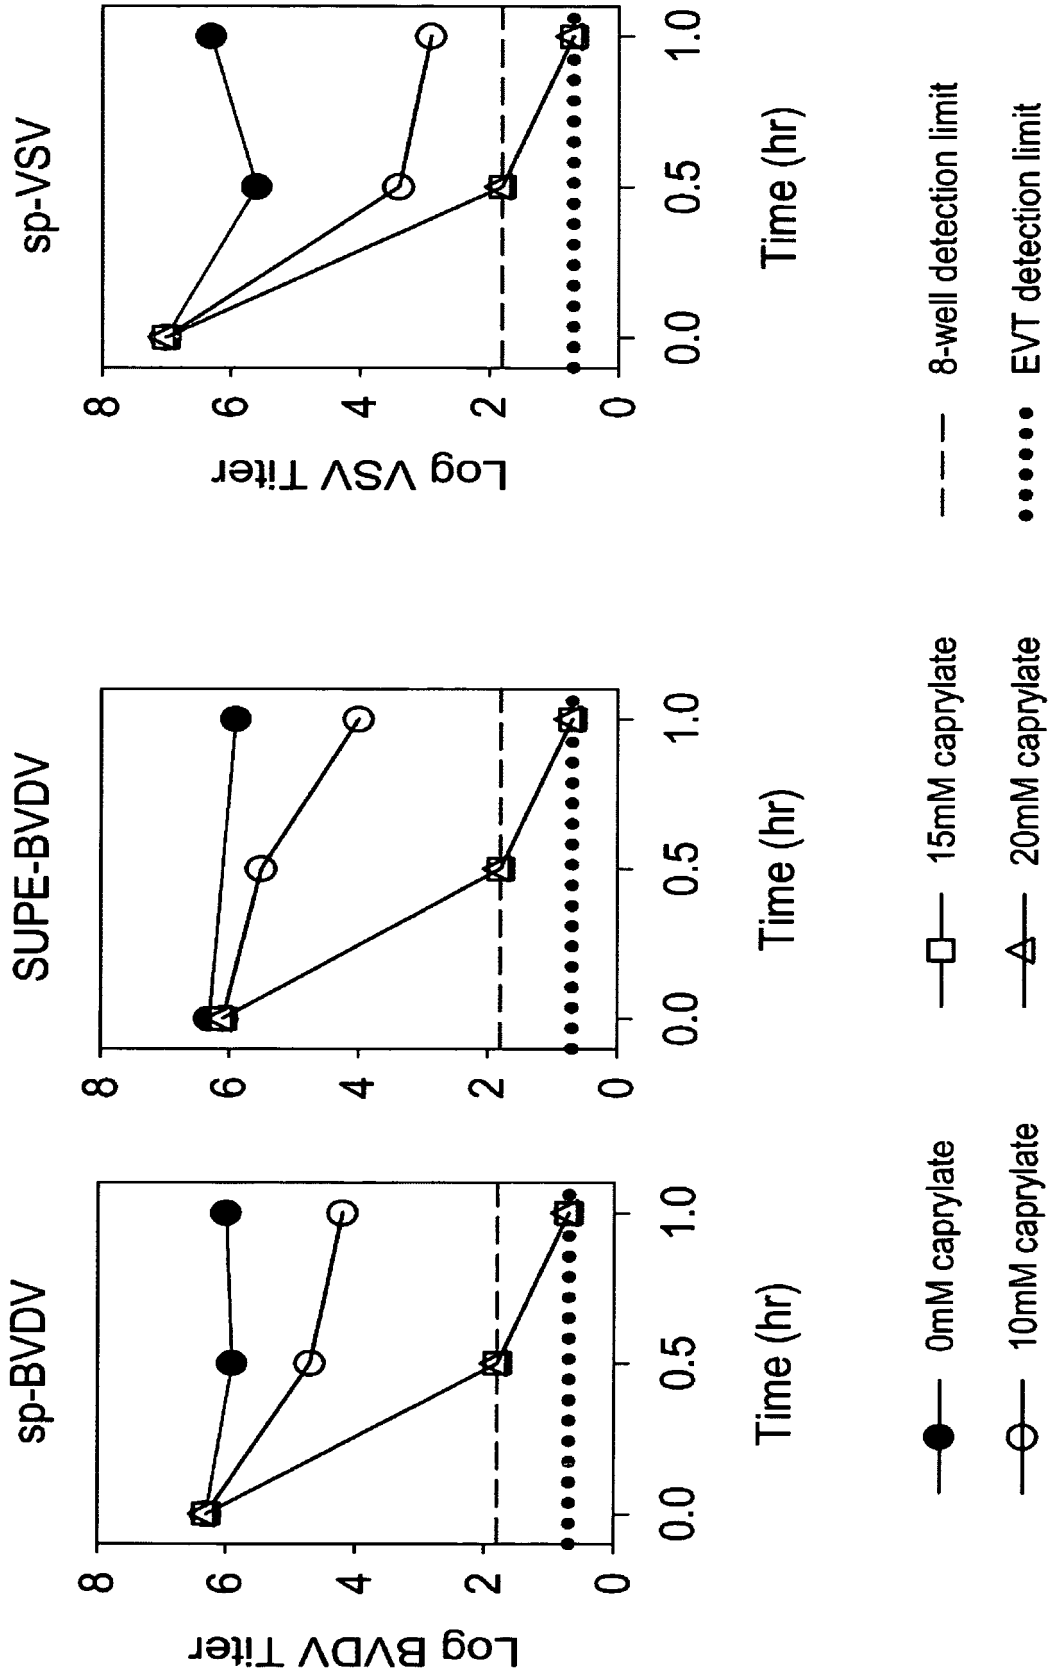 sp-BVDV
Log BVDV Titer
8
6
4
2
0
0.0 0.5 1.0
Time (hr)
SUPE-BVDV
8
6
4
2
0
0.0 0.5 1.0
Time (hr)
sp-VSV
Log VSV Titer
8
6
4
2
0
0.0 0.5 1.0
Time (hr)
0mM caprylate
10mM caprylate
15mM caprylate
20mM caprylate
8-well detection limit
EVT detection limit